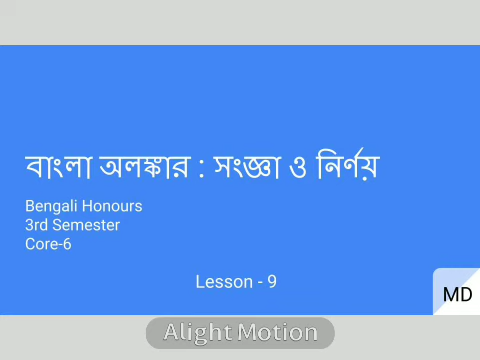 বাংলা অলঙ্কার : সংজ্ঞা ও নির্ণয়
Bengali Honours
3rd Semester
Core-6
Lesson - 9
MD
Alight Motion